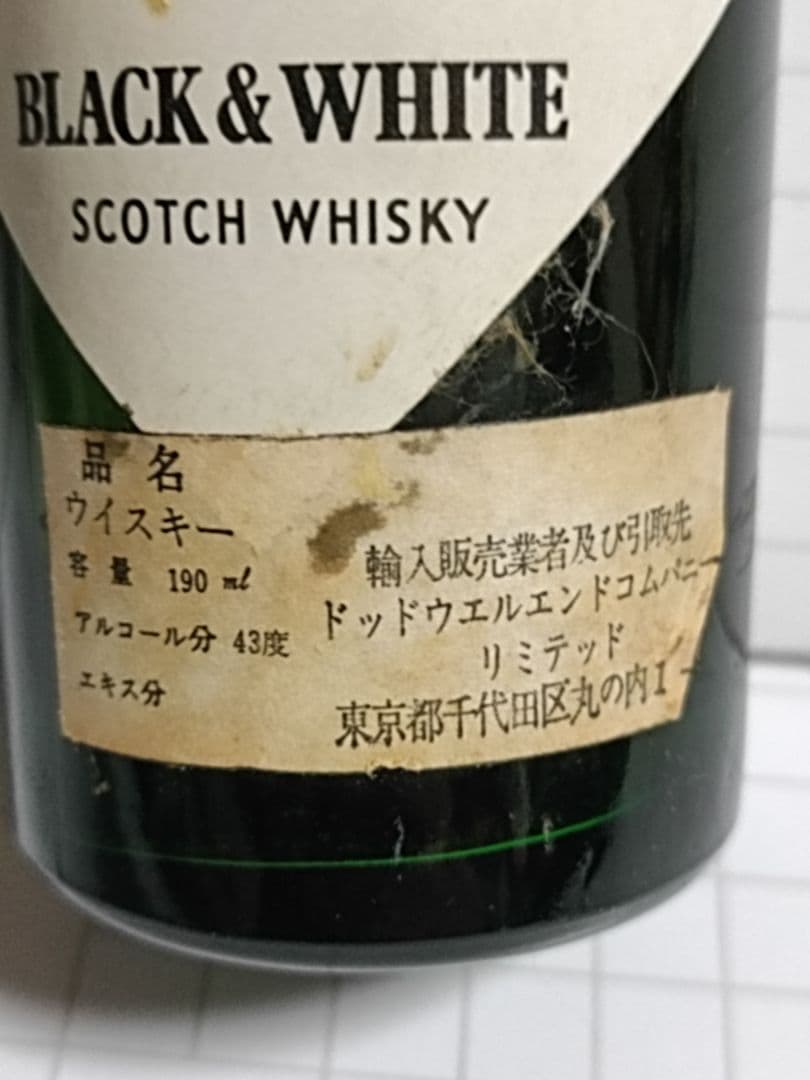 BLACK & WHITE
SCOTCH WHISKY
品名
ウイスキー
容量 190 ml
アルコール分 43度
エキス分
輸入販売業者及び引取先
ドッドウエルエンドコムパニー
リミテッド
東京都千代田区丸の内1